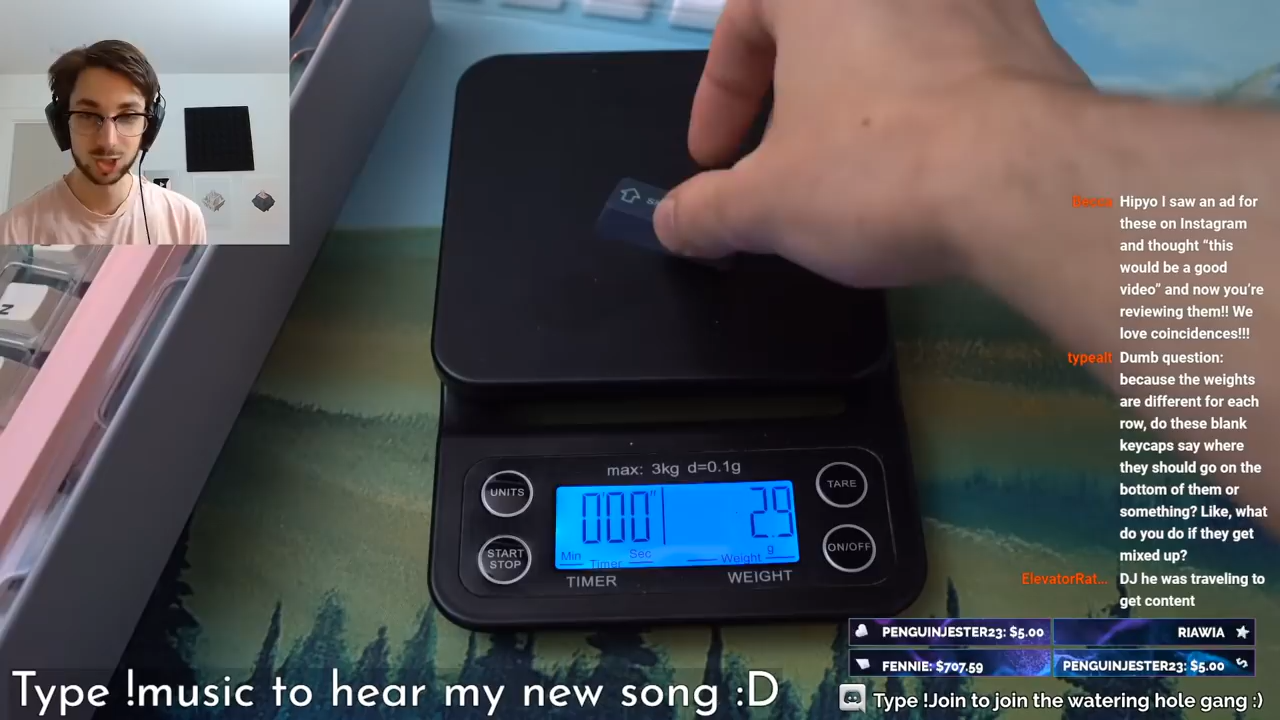 Z
max: 3kg d=0.1g
UNITS
START
STOP
TARE
ON/OFF
0'00"
2.9
Min Timer Sec
Weight g
TIMER
WEIGHT
Hipyo I saw an ad for
these on Instagram
and thought “this
would be a good
video” and now you’re
reviewing them!! We
love coincidences!!!
typealt Dumb question:
because the weights
are different for each
row, do these blank
keycaps say where
they should go on the
bottom of them or
something? Like, what
do you do if they get
mixed up?
ElevatorRat... DJ he was traveling to
get content
PENGUINJESTER23: $5.00
RIAWIA
FENNIE: $707.59
PENGUINJESTER23: $5.00
Type !music to hear my new song :D
Type !Join to join the watering hole gang :)